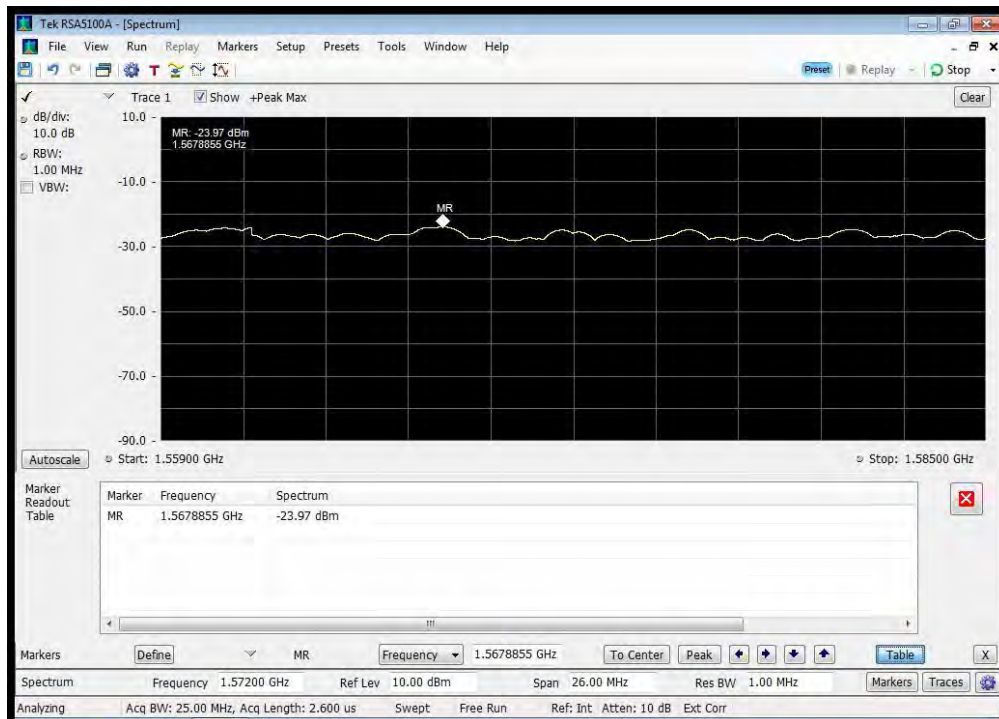 Tek RSA5100A - [Spectrum]
File View Run Replay Markers Setup Presets Tools Window Help
Preset Replay Stop
Trace 1 Show +Peak Max Clear
dB/div:
10.0 dB
RBW:
1.00 MHz
VBW:
10.0
-10.0
-30.0
-50.0
-70.0
-90.0
MR: -23.97 dBm
1.5678855 GHz
MR
Autoscale Start: 1.55900 GHz Stop: 1.58500 GHz
Marker
Readout
Table
Marker Frequency Spectrum
MR 1.5678855 GHz -23.97 dBm
Markers Define MR Frequency 1.5678855 GHz To Center Peak Table X
Spectrum Frequency 1.57200 GHz Ref Lev 10.00 dBm Span 26.00 MHz Res BW 1.00 MHz Markers Traces
Analyzing Acq BW: 25.00 MHz, Acq Length: 2.600 us Swept Free Run Ref: Int Atten: 10 dB Ext Corr